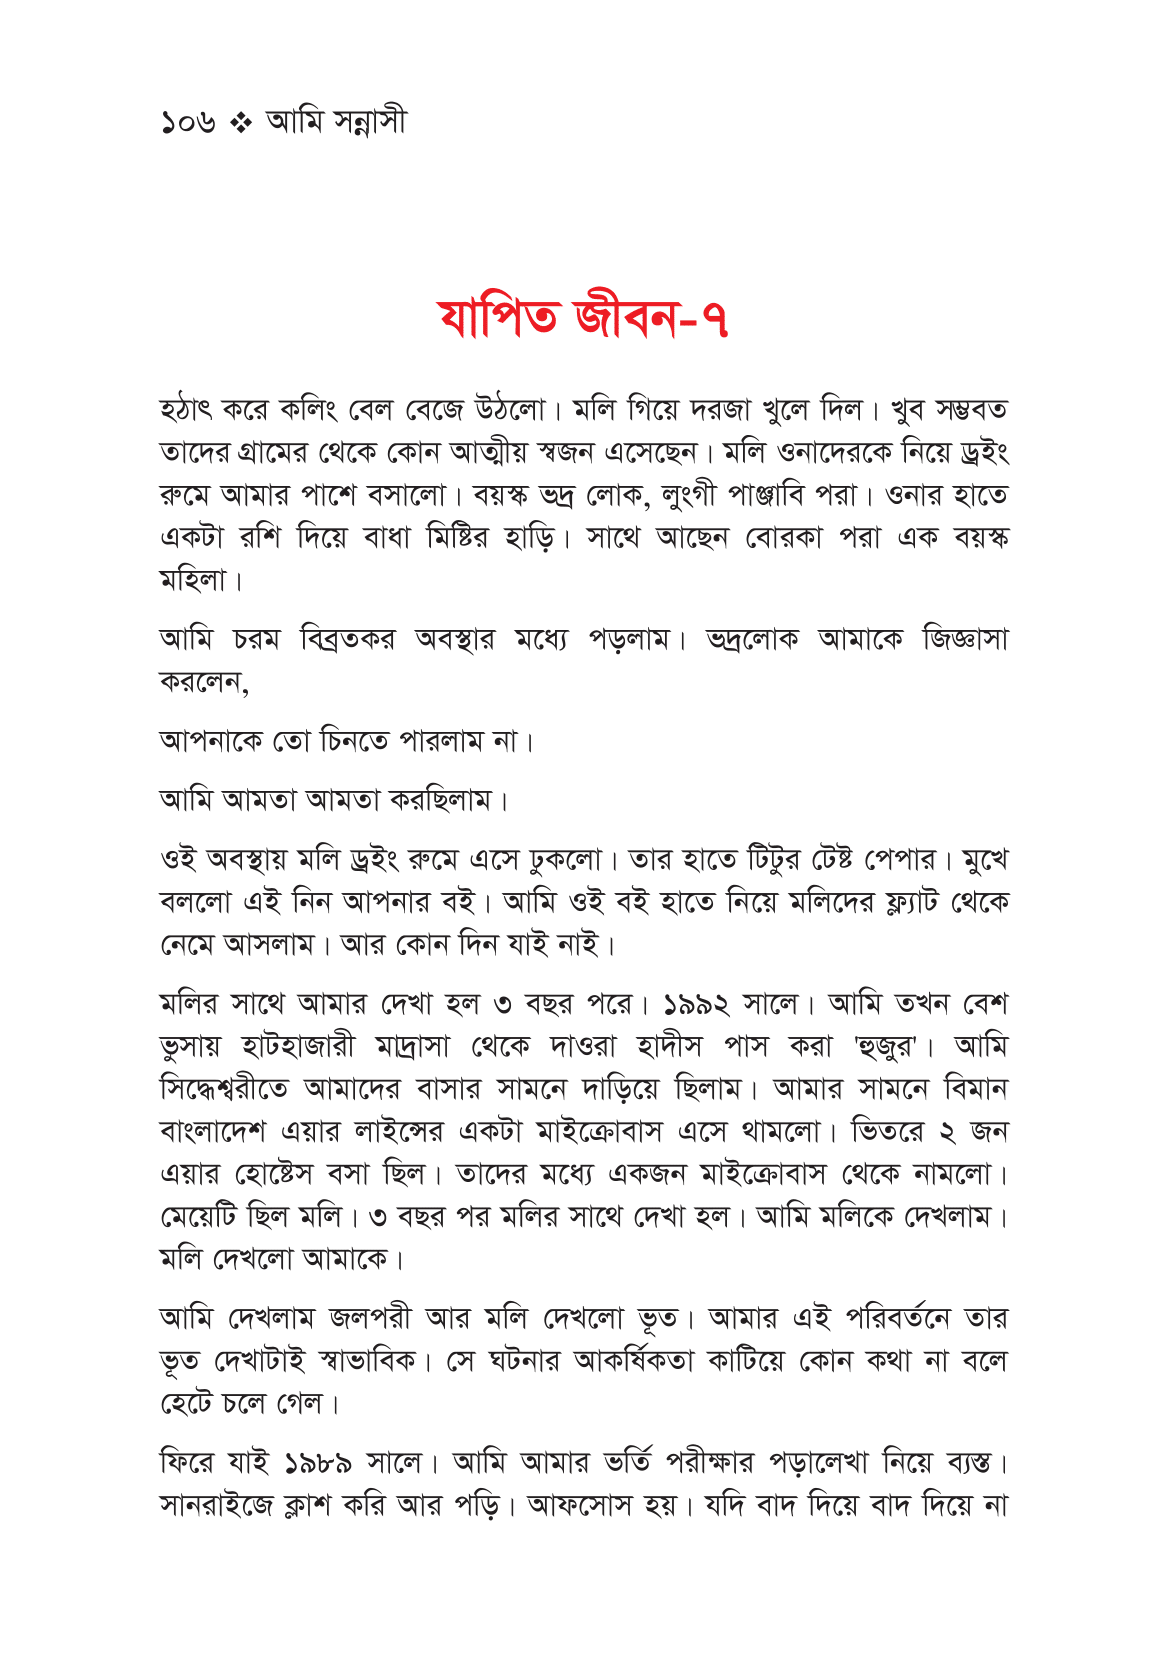 ১০৬ ❖ আমি সন্ন্যাসী
যাপিত জীবন-৭
হঠাৎ করে কলিং বেল বেজে উঠলো। মলি গিয়ে দরজা খুলে দিল। খুব সম্ভবত
তাদের গ্রামের থেকে কোন আত্মীয় স্বজন এসেছেন। মলি ওনাদেরকে নিয়ে ড্রইং
রুমে আমার পাশে বসালো। বয়স্ক ভদ্র লোক, লুংগী পাঞ্জাবি পরা। ওনার হাতে
একটা রশি দিয়ে বাধা মিষ্টির হাড়ি। সাথে আছেন বোরকা পরা এক বয়স্ক
মহিলা।
আমি চরম বিব্রতকর অবস্থার মধ্যে পড়লাম। ভদ্রলোক আমাকে জিজ্ঞাসা
করলেন,
আপনাকে তো চিনতে পারলাম না।
আমি আমতা আমতা করছিলাম।
ওই অবস্থায় মলি ড্রইং রুমে এসে ঢুকলো। তার হাতে টিটুর টেষ্ট পেপার। মুখে
বললো এই নিন আপনার বই। আমি ওই বই হাতে নিয়ে মলিদের ফ্ল্যাট থেকে
নেমে আসলাম। আর কোন দিন যাই নাই।
মলির সাথে আমার দেখা হল ৩ বছর পরে। ১৯৯২ সালে। আমি তখন বেশ
ভুসায় হাটহাজারী মাদ্রাসা থেকে দাওরা হাদীস পাস করা 'হুজুর'। আমি
সিদ্ধেশ্বরীতে আমাদের বাসার সামনে দাড়িয়ে ছিলাম। আমার সামনে বিমান
বাংলাদেশ এয়ার লাইন্সের একটা মাইক্রোবাস এসে থামলো। ভিতরে ২ জন
এয়ার হোষ্টেস বসা ছিল। তাদের মধ্যে একজন মাইক্রোবাস থেকে নামলো।
মেয়েটি ছিল মলি। ৩ বছর পর মলির সাথে দেখা হল। আমি মলিকে দেখলাম।
মলি দেখলো আমাকে।
আমি দেখলাম জলপরী আর মলি দেখলো ভূত। আমার এই পরিবর্তনে তার
ভূত দেখাটাই স্বাভাবিক। সে ঘটনার আকর্ষিকতা কাটিয়ে কোন কথা না বলে
হেটে চলে গেল।
ফিরে যাই ১৯৮৯ সালে। আমি আমার ভর্তি পরীক্ষার পড়ালেখা নিয়ে ব্যস্ত।
সানরাইজে ক্লাশ করি আর পড়ি। আফসোস হয়। যদি বাদ দিয়ে বাদ দিয়ে না